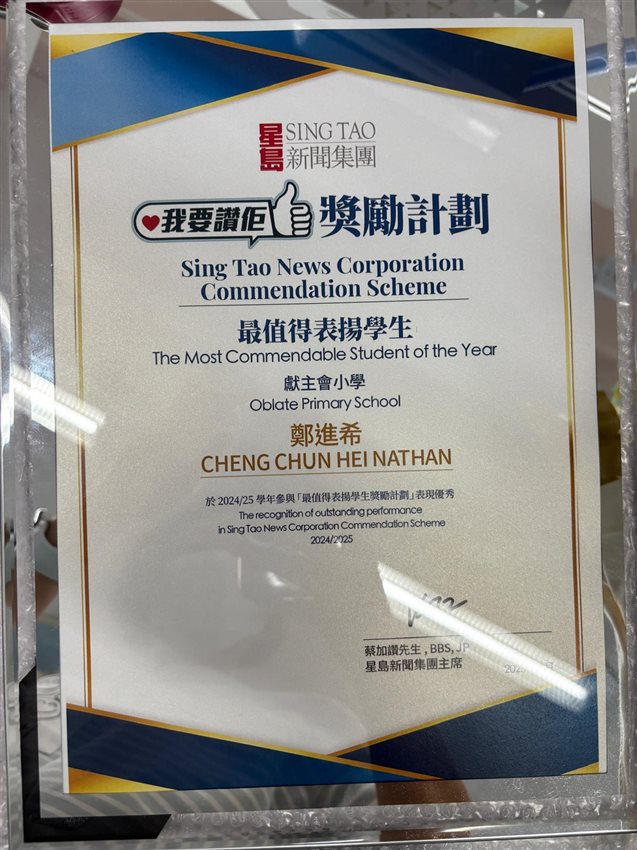 星島 SING TAO
新聞集團
我要讚佢 獎勵計劃
Sing Tao News Corporation
Commendation Scheme
最值得表揚學生
The Most Commendable Student of the Year
獻主會小學
Oblate Primary School
鄭進希
CHENG CHUN HEI NATHAN
於 2024/25 學年參與「最值得表揚學生獎勵計劃」表現優秀
The recognition of outstanding performance
in Sing Tao News Corporation Commendation Scheme
2024/2025
蔡加讚先生 , BBS, JP
星島新聞集團主席